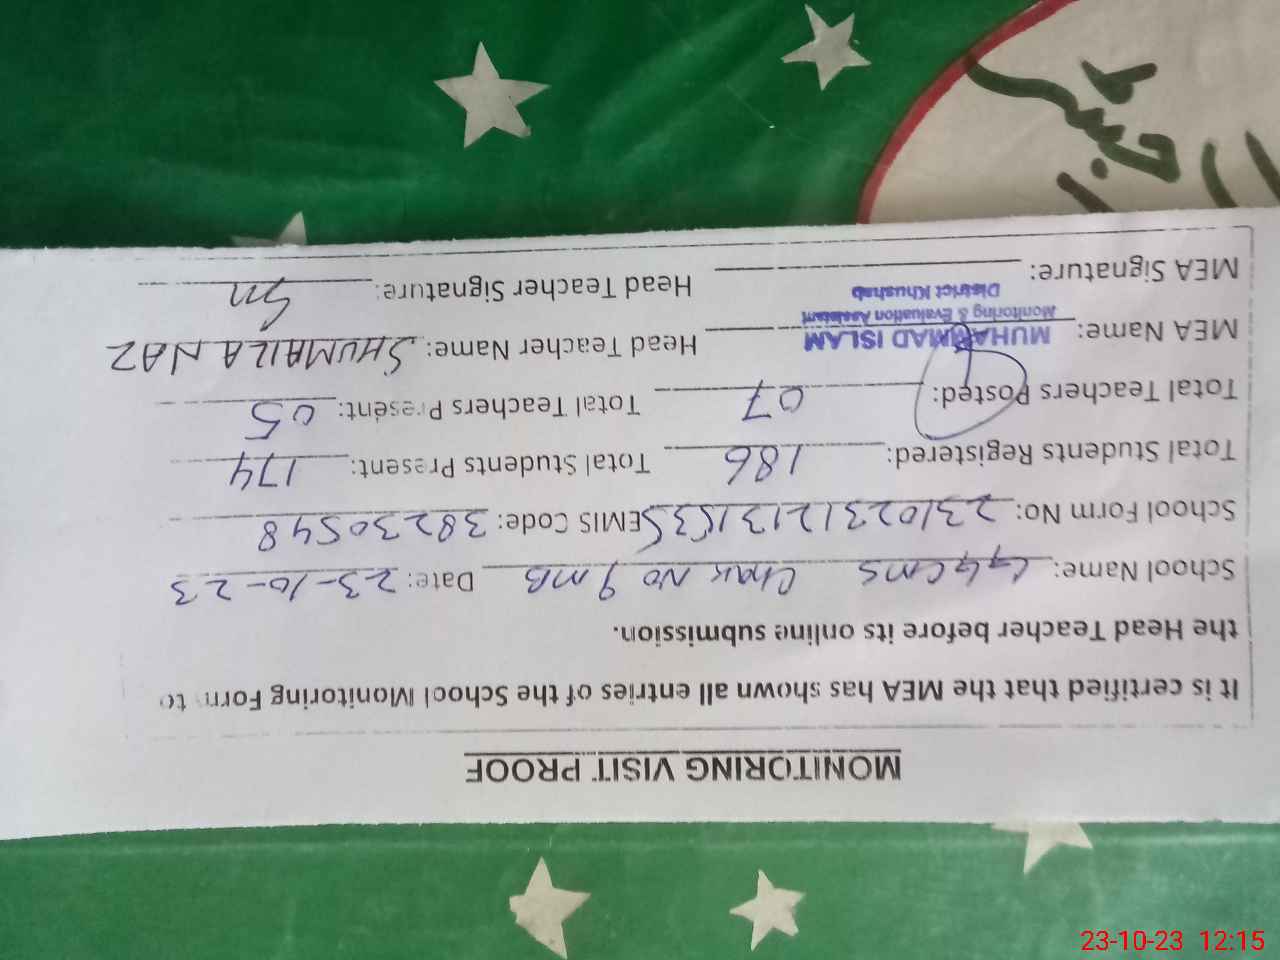 MONITORING VISIT PROOF
It is certified that the MEA has shown all entries of the School Monitoring Form to
the Head Teacher before its online submission.
School Name: GGCMS Chak No 9 MB Date: 23-10-23
School Form No: 23102312131535 SEMIS Code: 38230548
Total Students Registered: 186 Total Students Present: 174
Total Teachers Posted: 07 Total Teachers Present: 05
MEA Name: MUHAMMAD ISLAM Head Teacher Name: SHUMAILA NAZ
Monitoring & Evaluation Assistant
District Khushab
MEA Signature: Head Teacher Signature: Sn
23-10-23 12:15